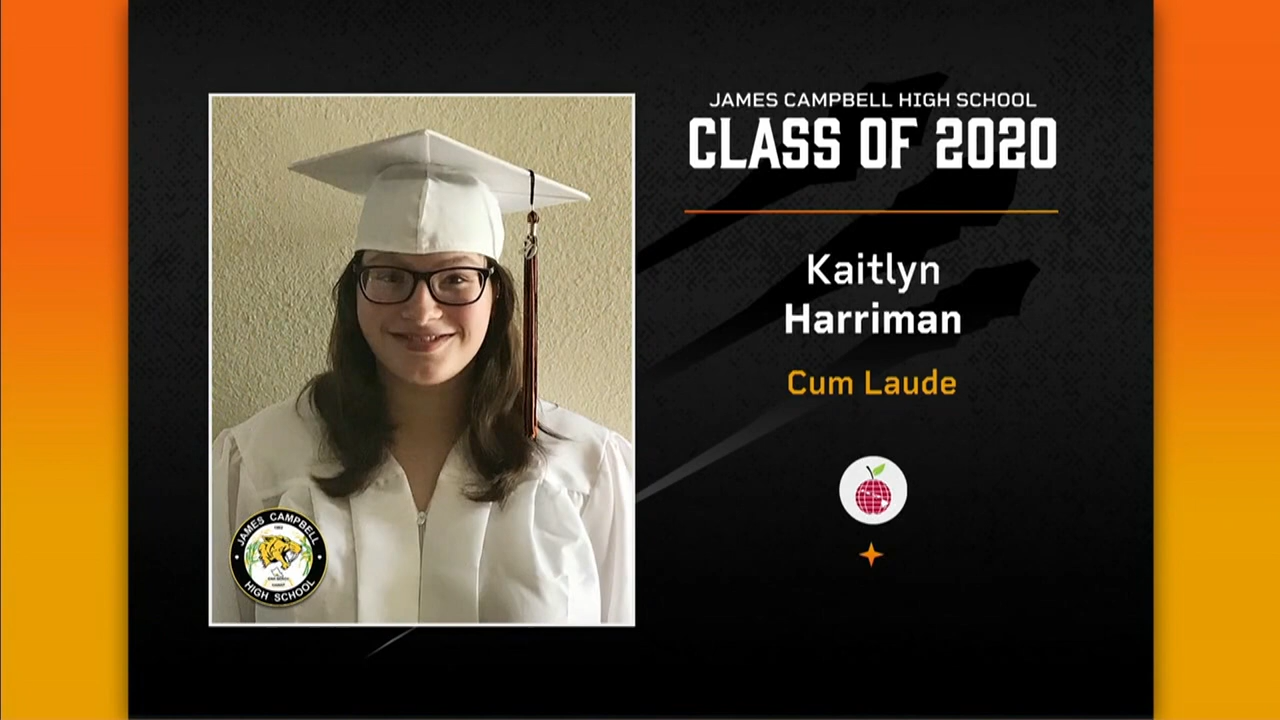 JAMES CAMPBELL HIGH SCHOOL
CLASS OF 2020
Kaitlyn
Harriman
Cum Laude
JAMES CAMPBELL
HIGH SCHOOL